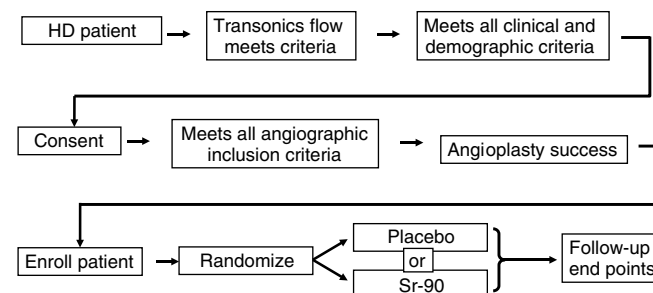 HD patient
Transonics flow
meets criteria
Meets all clinical and
demographic criteria
Consent
Meets all angiographic
inclusion criteria
Angioplasty success
Enroll patient
Randomize
Placebo
or
Sr-90
Follow-up
end points